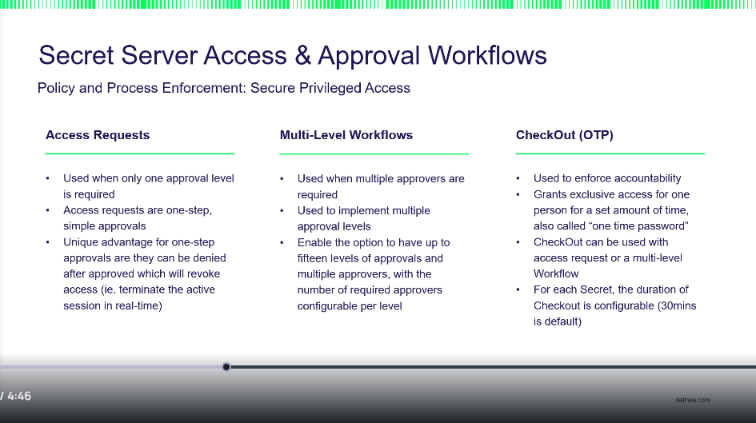 Secret Server Access & Approval Workflows
Policy and Process Enforcement: Secure Privileged Access
Access Requests
• Used when only one approval level
is required
• Access requests are one-step,
simple approvals
• Unique advantage for one-step
approvals are they can be denied
after approved which will revoke
access (ie. terminate the active
session in real-time)
Multi-Level Workflows
• Used when multiple approvers are
required
• Used to implement multiple
approval levels
• Enable the option to have up to
fifteen levels of approvals and
multiple approvers, with the
number of required approvers
configurable per level
CheckOut (OTP)
• Used to enforce accountability
• Grants exclusive access for one
person for a set amount of time,
also called “one time password”
• CheckOut can be used with
access request or a multi-level
Workflow
• For each Secret, the duration of
Checkout is configurable (30mins
is default)
/ 4:46
delinea.com